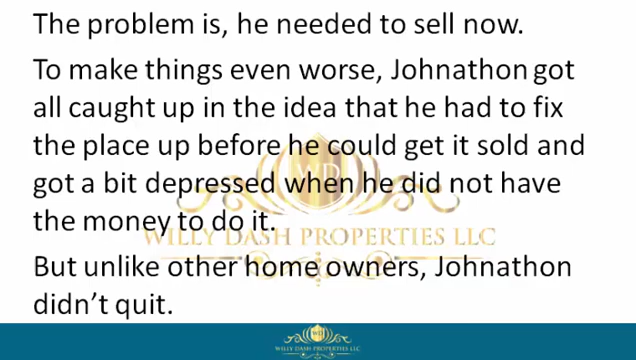 The problem is, he needed to sell now.
To make things even worse, Johnathon got
all caught up in the idea that he had to fix
the place up before he could get it sold and
got a bit depressed when he did not have
the money to do it.
WILLY DASH PROPERTIES LLC
But unlike other home owners, Johnathon
didn’t quit.
WILLY DASH PROPERTIES LLC